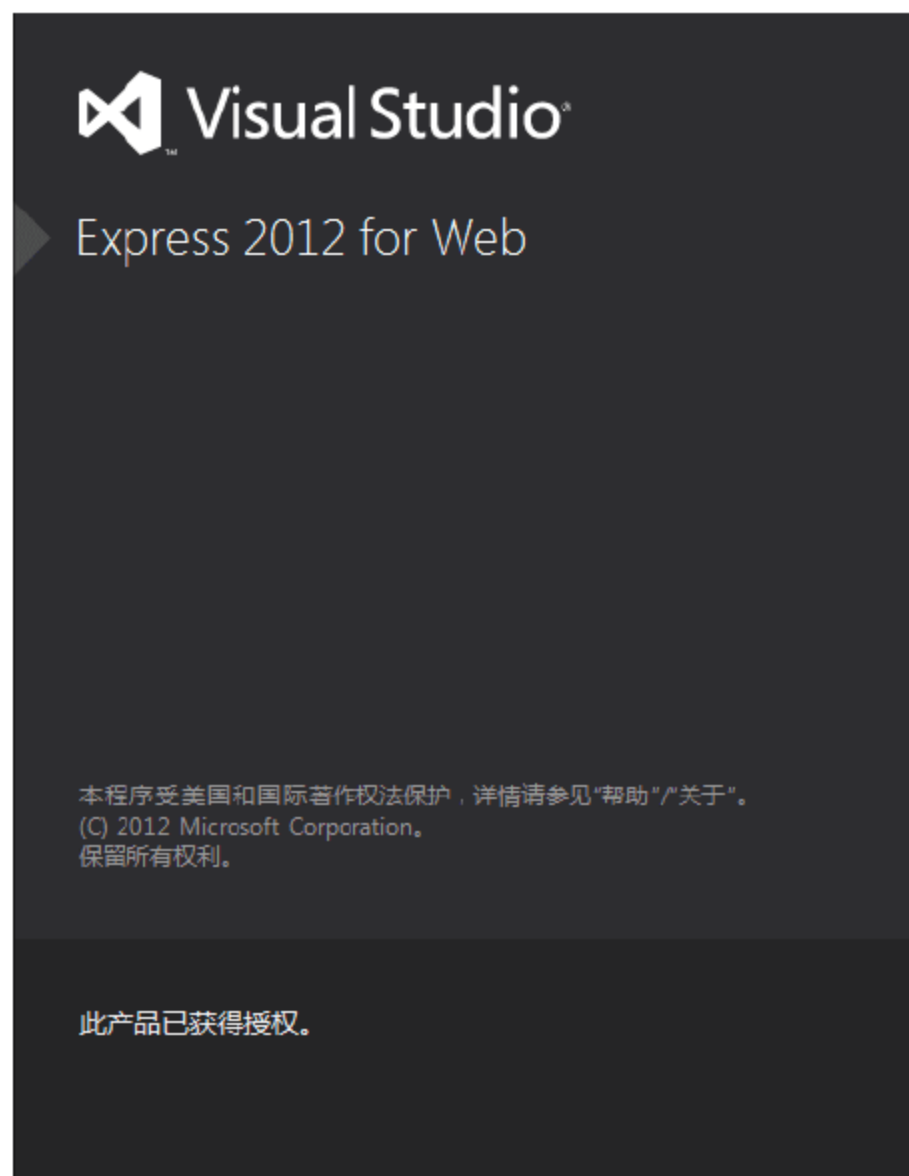 Visual Studio®
™
Express 2012 for Web
本程序受美国和国际著作权法保护，详情请参见"帮助"/"关于"。
(C) 2012 Microsoft Corporation。
保留所有权利。
此产品已获得授权。